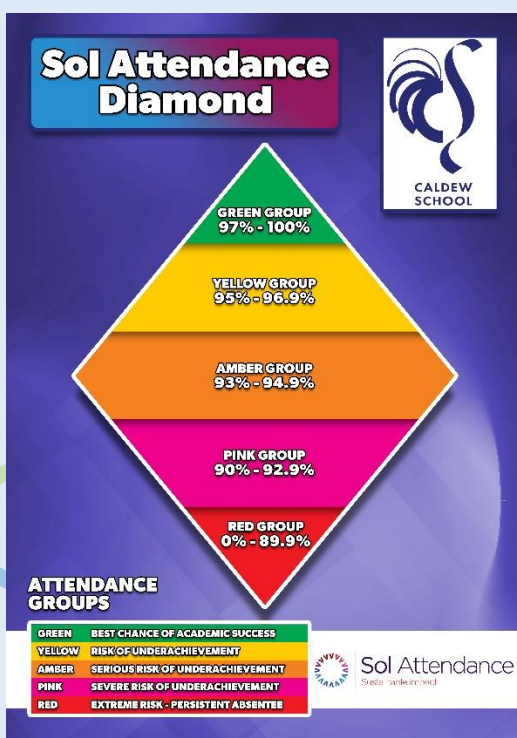 Sol Attendance
Diamond
CALDEW
SCHOOL
GREEN GROUP
97% - 100%
YELLOW GROUP
95% - 96.9%
AMBER GROUP
93% - 94.9%
PINK GROUP
90% - 92.9%
RED GROUP
0% - 89.9%
ATTENDANCE
GROUPS
GREEN BEST CHANCE OF ACADEMIC SUCCESS
YELLOW RISK OF UNDERACHIEVEMENT
AMBER SERIOUS RISK OF UNDERACHIEVEMENT
PINK SEVERE RISK OF UNDERACHIEVEMENT
RED EXTREME RISK - PERSISTENT ABSENTEE
Sol Attendance
Sustainable impact